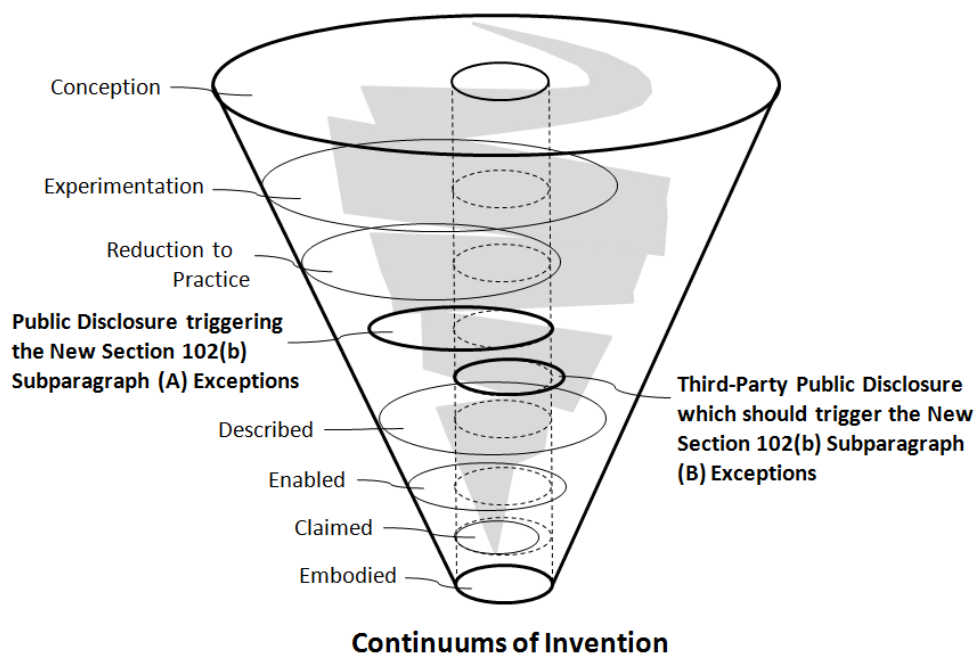 Conception
Experimentation
Reduction to
Practice
Public Disclosure triggering
the New Section 102(b)
Subparagraph (A) Exceptions
Third-Party Public Disclosure
which should trigger the New
Section 102(b) Subparagraph
(B) Exceptions
Described
Enabled
Claimed
Embodied
Continuums of Invention